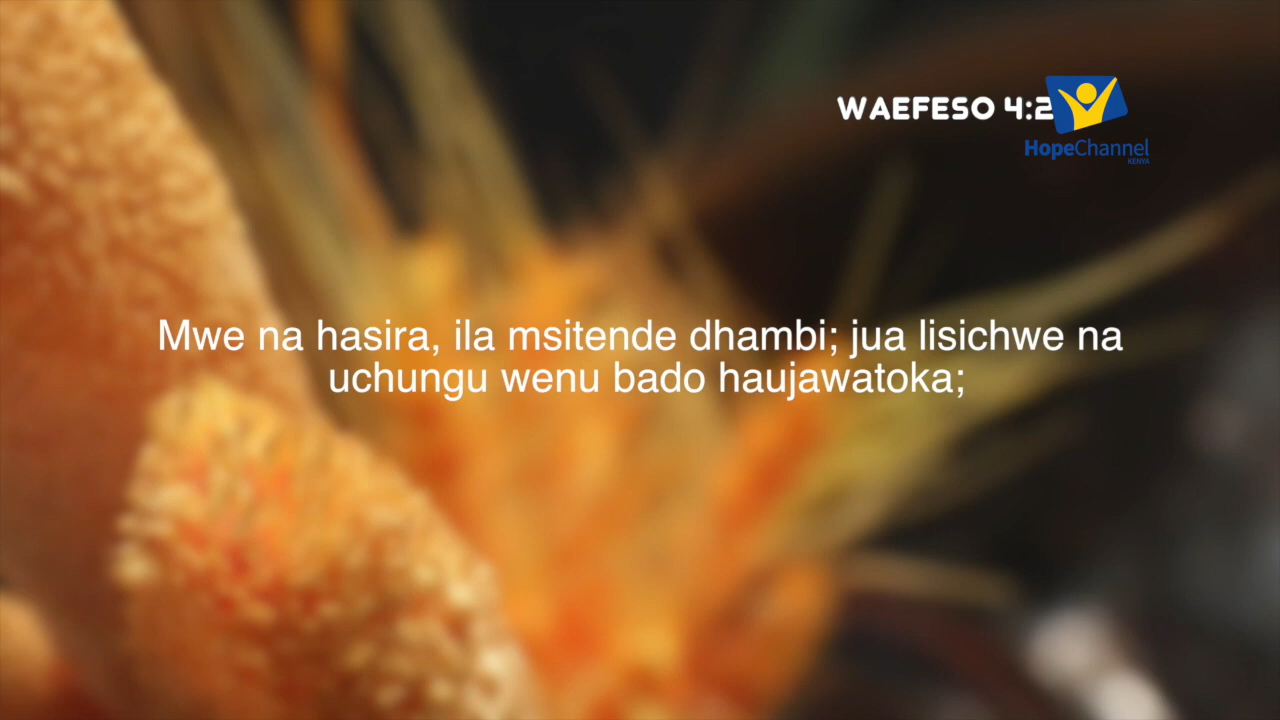 WAEFESO 4:2
HopeChannel
KENYA
Mwe na hasira, ila msitende dhambi; jua lisichwe na
uchungu wenu bado haujawatoka;